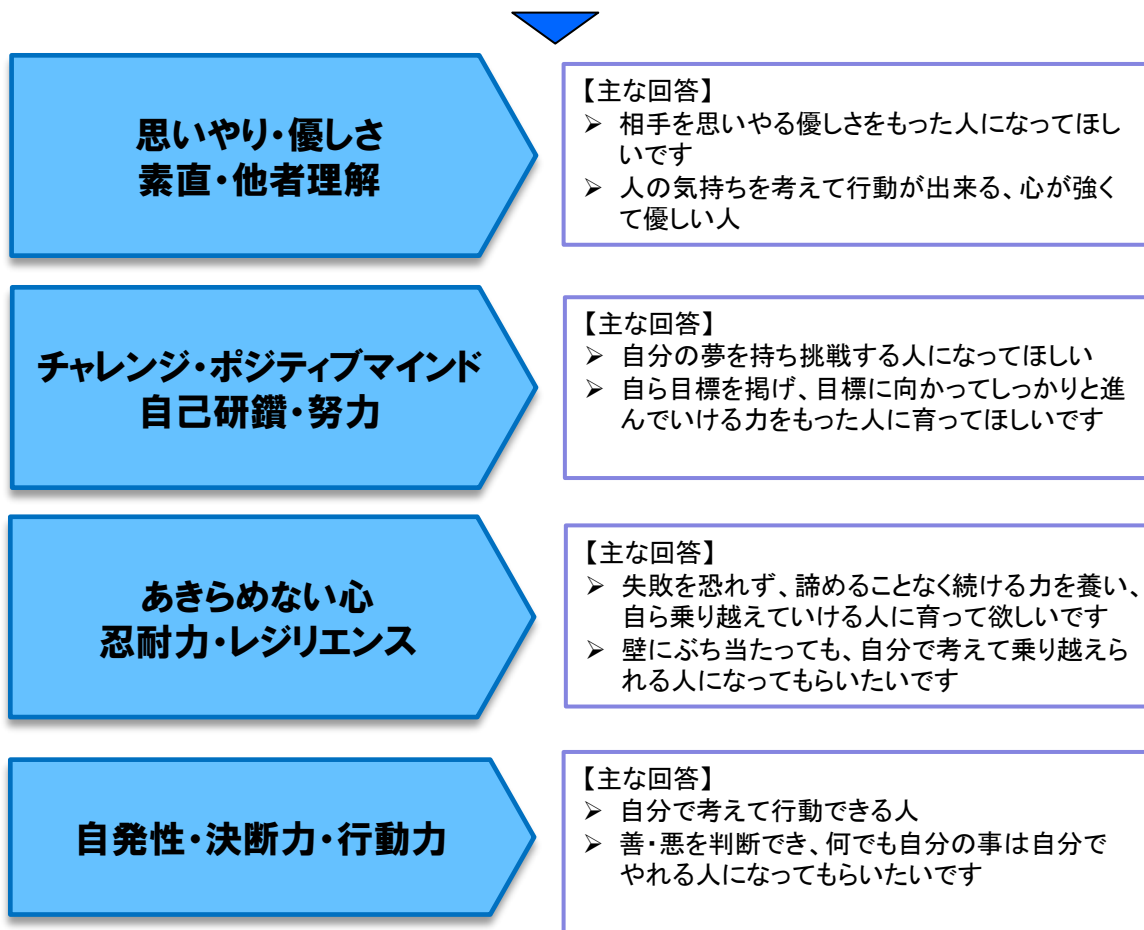 思いやり・優しさ
素直・他者理解
【主な回答】
➢ 相手を思いやる優しさをもった人になってほし
いです
➢ 人の気持ちを考えて行動が出来る、心が強く
て優しい人
チャレンジ・ポジティブマインド
自己研鑽・努力
【主な回答】
➢ 自分の夢を持ち挑戦する人になってほしい
➢ 自ら目標を掲げ、目標に向かってしっかりと進
んでいける力をもった人に育ってほしいです
あきらめない心
忍耐力・レジリエンス
【主な回答】
➢ 失敗を恐れず、諦めることなく続ける力を養い、
自ら乗り越えていける人に育って欲しいです
➢ 壁にぶち当たっても、自分で考えて乗り越えら
れる人になってもらいたいです
自発性・決断力・行動力
【主な回答】
➢ 自分で考えて行動できる人
➢ 善・悪を判断でき、何でも自分の事は自分で
やれる人になってもらいたいです